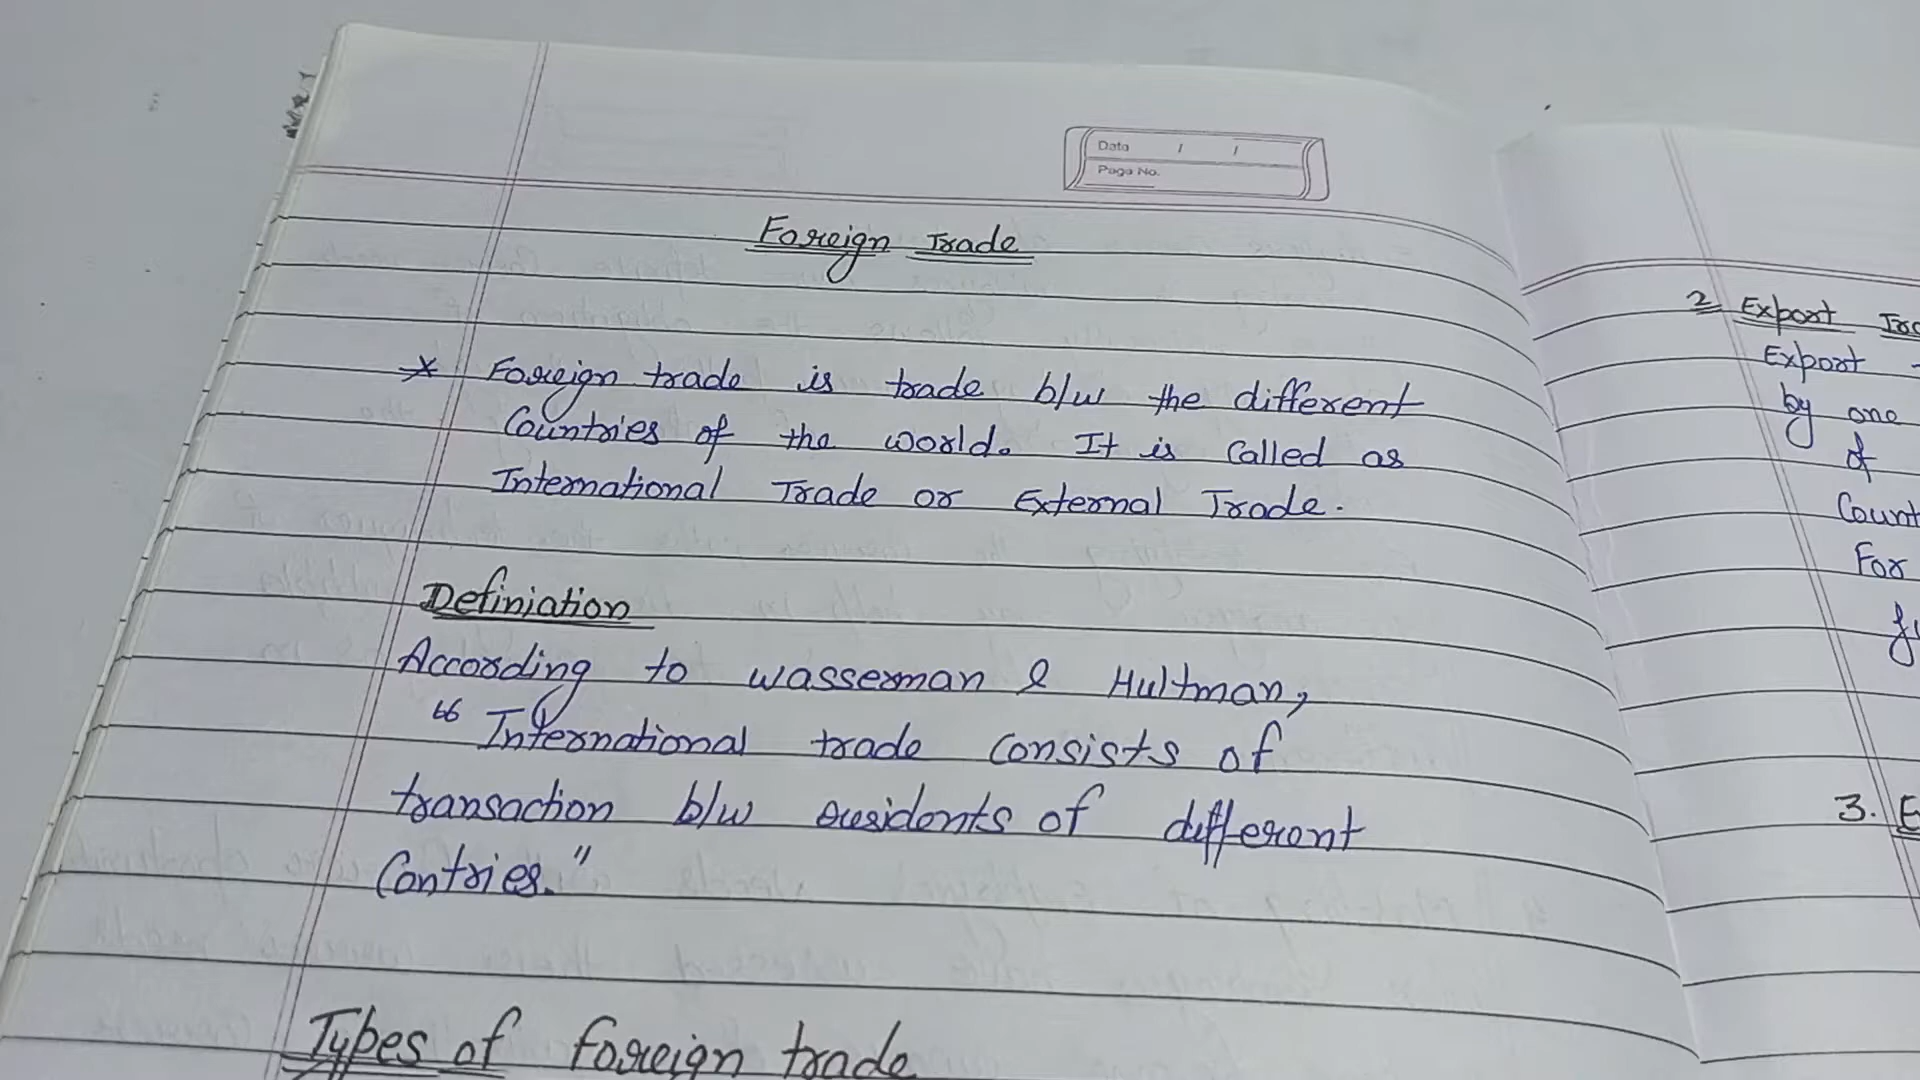 Data / /
Page No.
Foreign Trade
* Foreign trade is trade b/w the different
Countries of the world. It is Called as
International Trade or External Trade.
Definiation
According to wasserman & Hultman,
“International trade Consists of
transaction b/w residents of different
Contries."
Types of foreign trade
2 Export
Export
by one
of
For
3.